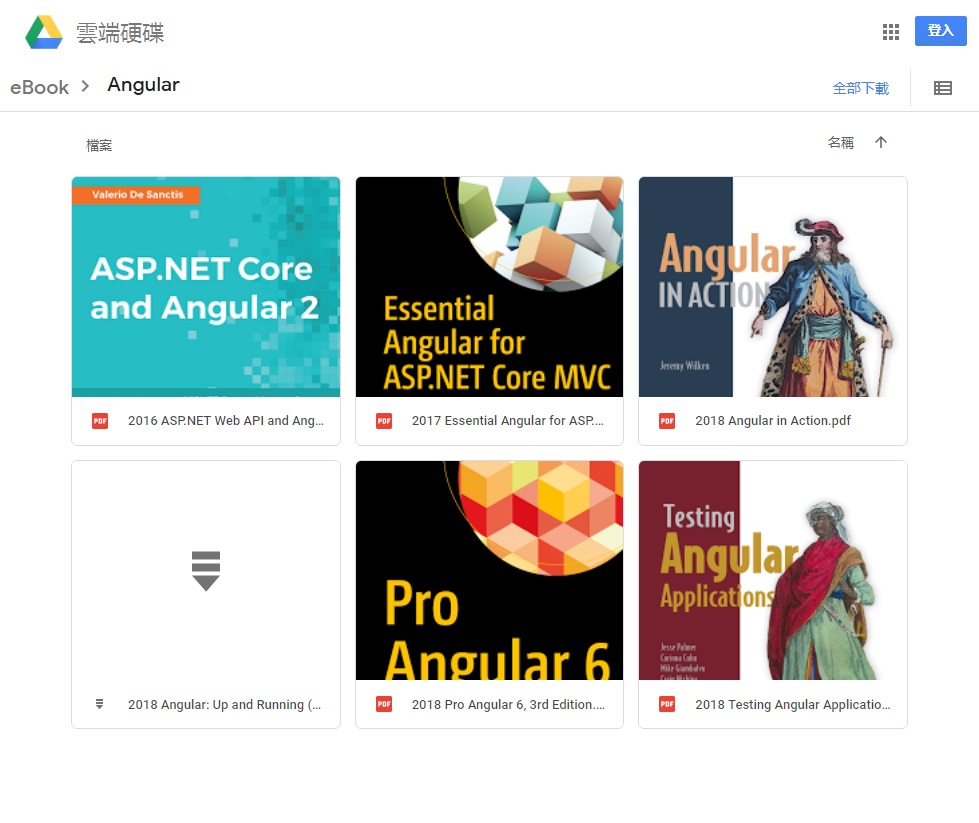 雲端硬碟
登入
eBook
Angular
全部下載
檔案
名稱
Valerio De Sanctis
ASP.NET Core
and Angular 2
Essential
Angular for
ASP.NET Core MVC
Angular
IN ACTION
Jeremy Wilken
PDF
2016 ASP.NET Web API and Ang...
PDF
2017 Essential Angular for ASP....
PDF
2018 Angular in Action.pdf
Pro
Angular 6
Testing
Angular
Applications
Jesse Palmer
Corinna Cohn
Mike Giambalvo
Craig Nishina
2018 Angular: Up and Running (...
PDF
2018 Pro Angular 6, 3rd Edition....
PDF
2018 Testing Angular Applicatio...